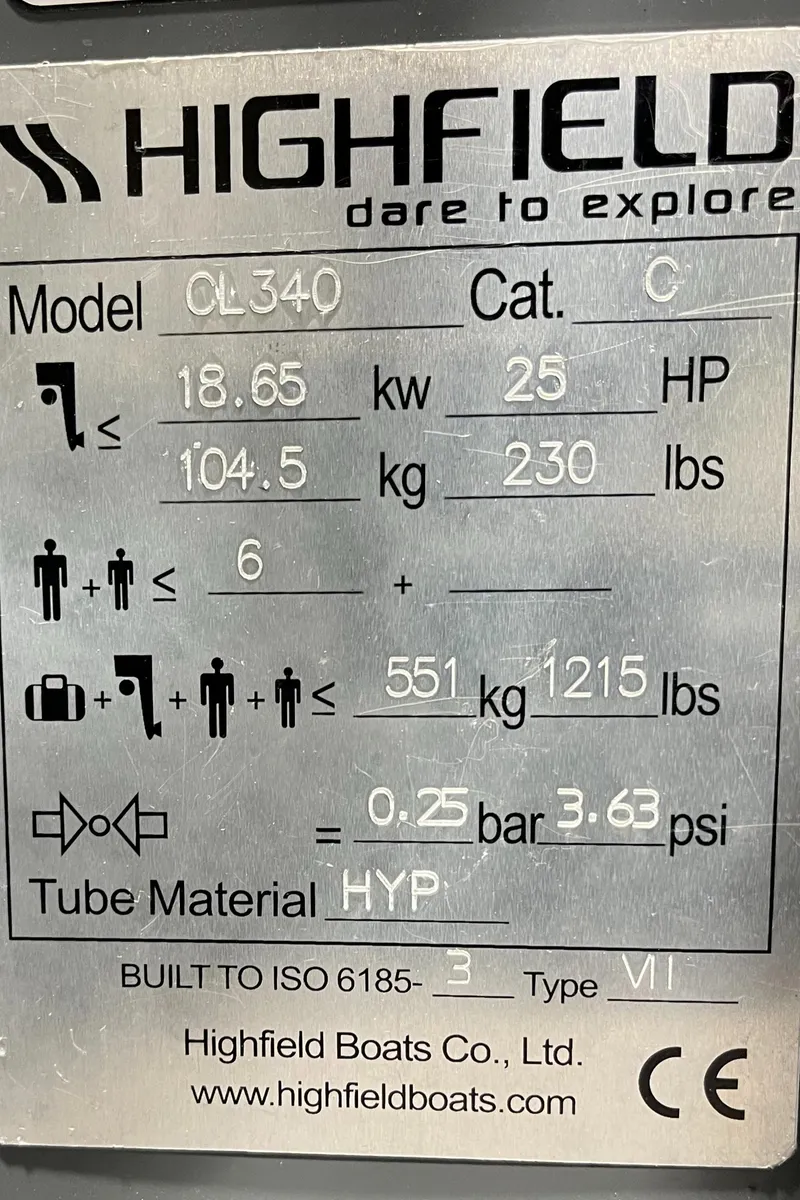 HIGHFIELD
dare to explore
Model CL340 Cat. C
≤ 18.65 kw 25 HP
104.5 kg 230 lbs
+ ≤ 6 +
+ + + ≤ 551 kg 1215 lbs
= 0.25 bar 3.63 psi
Tube Material HYP
BUILT TO ISO 6185- 3 Type VII
Highfield Boats Co., Ltd.
www.highfieldboats.com
CE